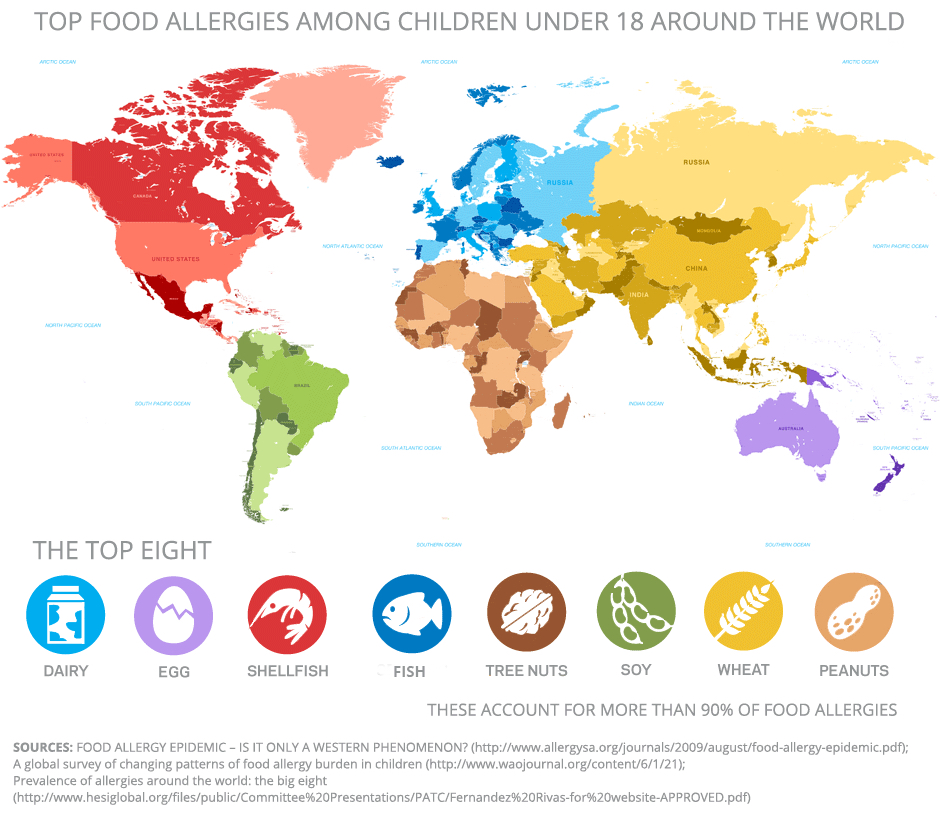 TOP FOOD ALLERGIES AMONG CHILDREN UNDER 18 AROUND THE WORLD
ARCTIC OCEAN
ARCTIC OCEAN
ARCTIC OCEAN
UNITED STATES
RUSSIA
RUSSIA
CANADA
MONGOLIA
NORTH ATLANTIC OCEAN
NORTH PACIFIC OCEAN
UNITED STATES
CHINA
INDIA
MEXICO
NORTH PACIFIC OCEAN
BRASIL
SOUTH PACIFIC OCEAN
INDIAN OCEAN
AUSTRALIA
SOUTH ATLANTIC OCEAN
SOUTH PACIFIC OCEAN
SOUTHERN OCEAN
SOUTHERN OCEAN
THE TOP EIGHT
DAIRY
EGG
SHELLFISH
FISH
TREE NUTS
SOY
WHEAT
PEANUTS
THESE ACCOUNT FOR MORE THAN 90% OF FOOD ALLERGIES
SOURCES: FOOD ALLERGY EPIDEMIC – IS IT ONLY A WESTERN PHENOMENON? (http://www.allergysa.org/journals/2009/august/food-allergy-epidemic.pdf);
A global survey of changing patterns of food allergy burden in children (http://www.waojournal.org/content/6/1/21);
Prevalence of allergies around the world: the big eight
(http://www.hesiglobal.org/files/public/Committee%20Presentations/PATC/Fernandez%20Rivas-for%20website-APPROVED.pdf)